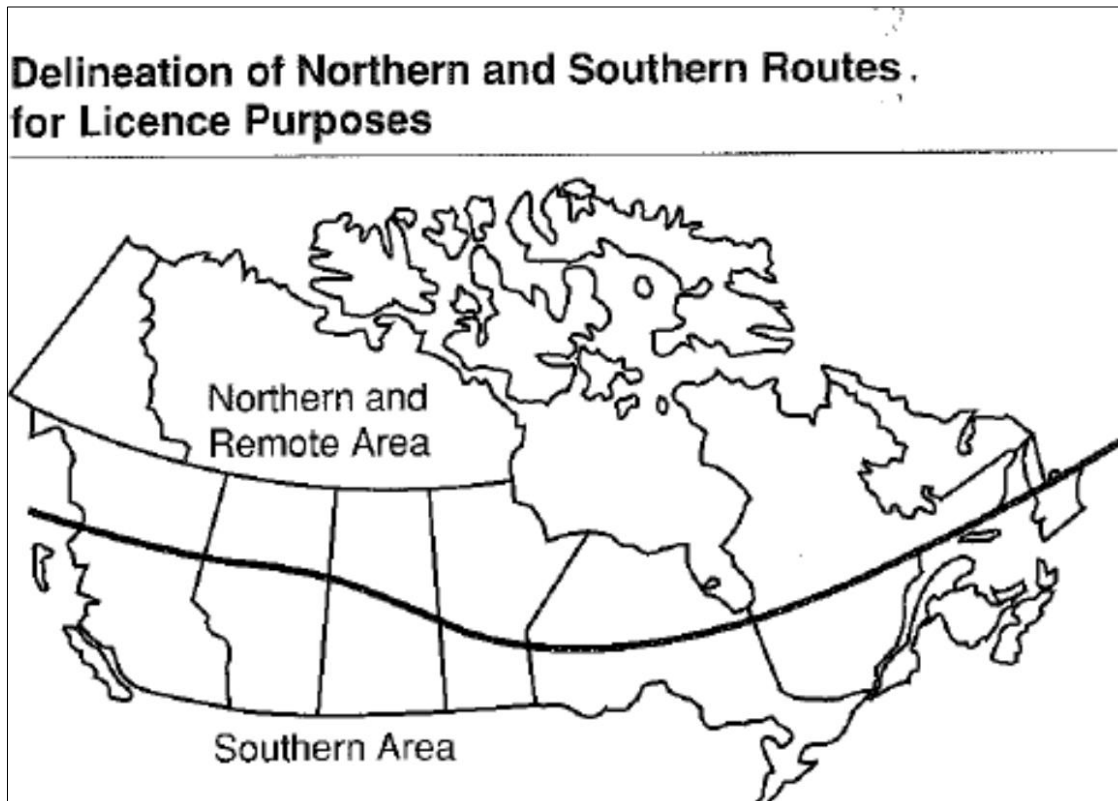 Delineation of Northern and Southern Routes
for Licence Purposes
Northern and
Remote Area
Southern Area